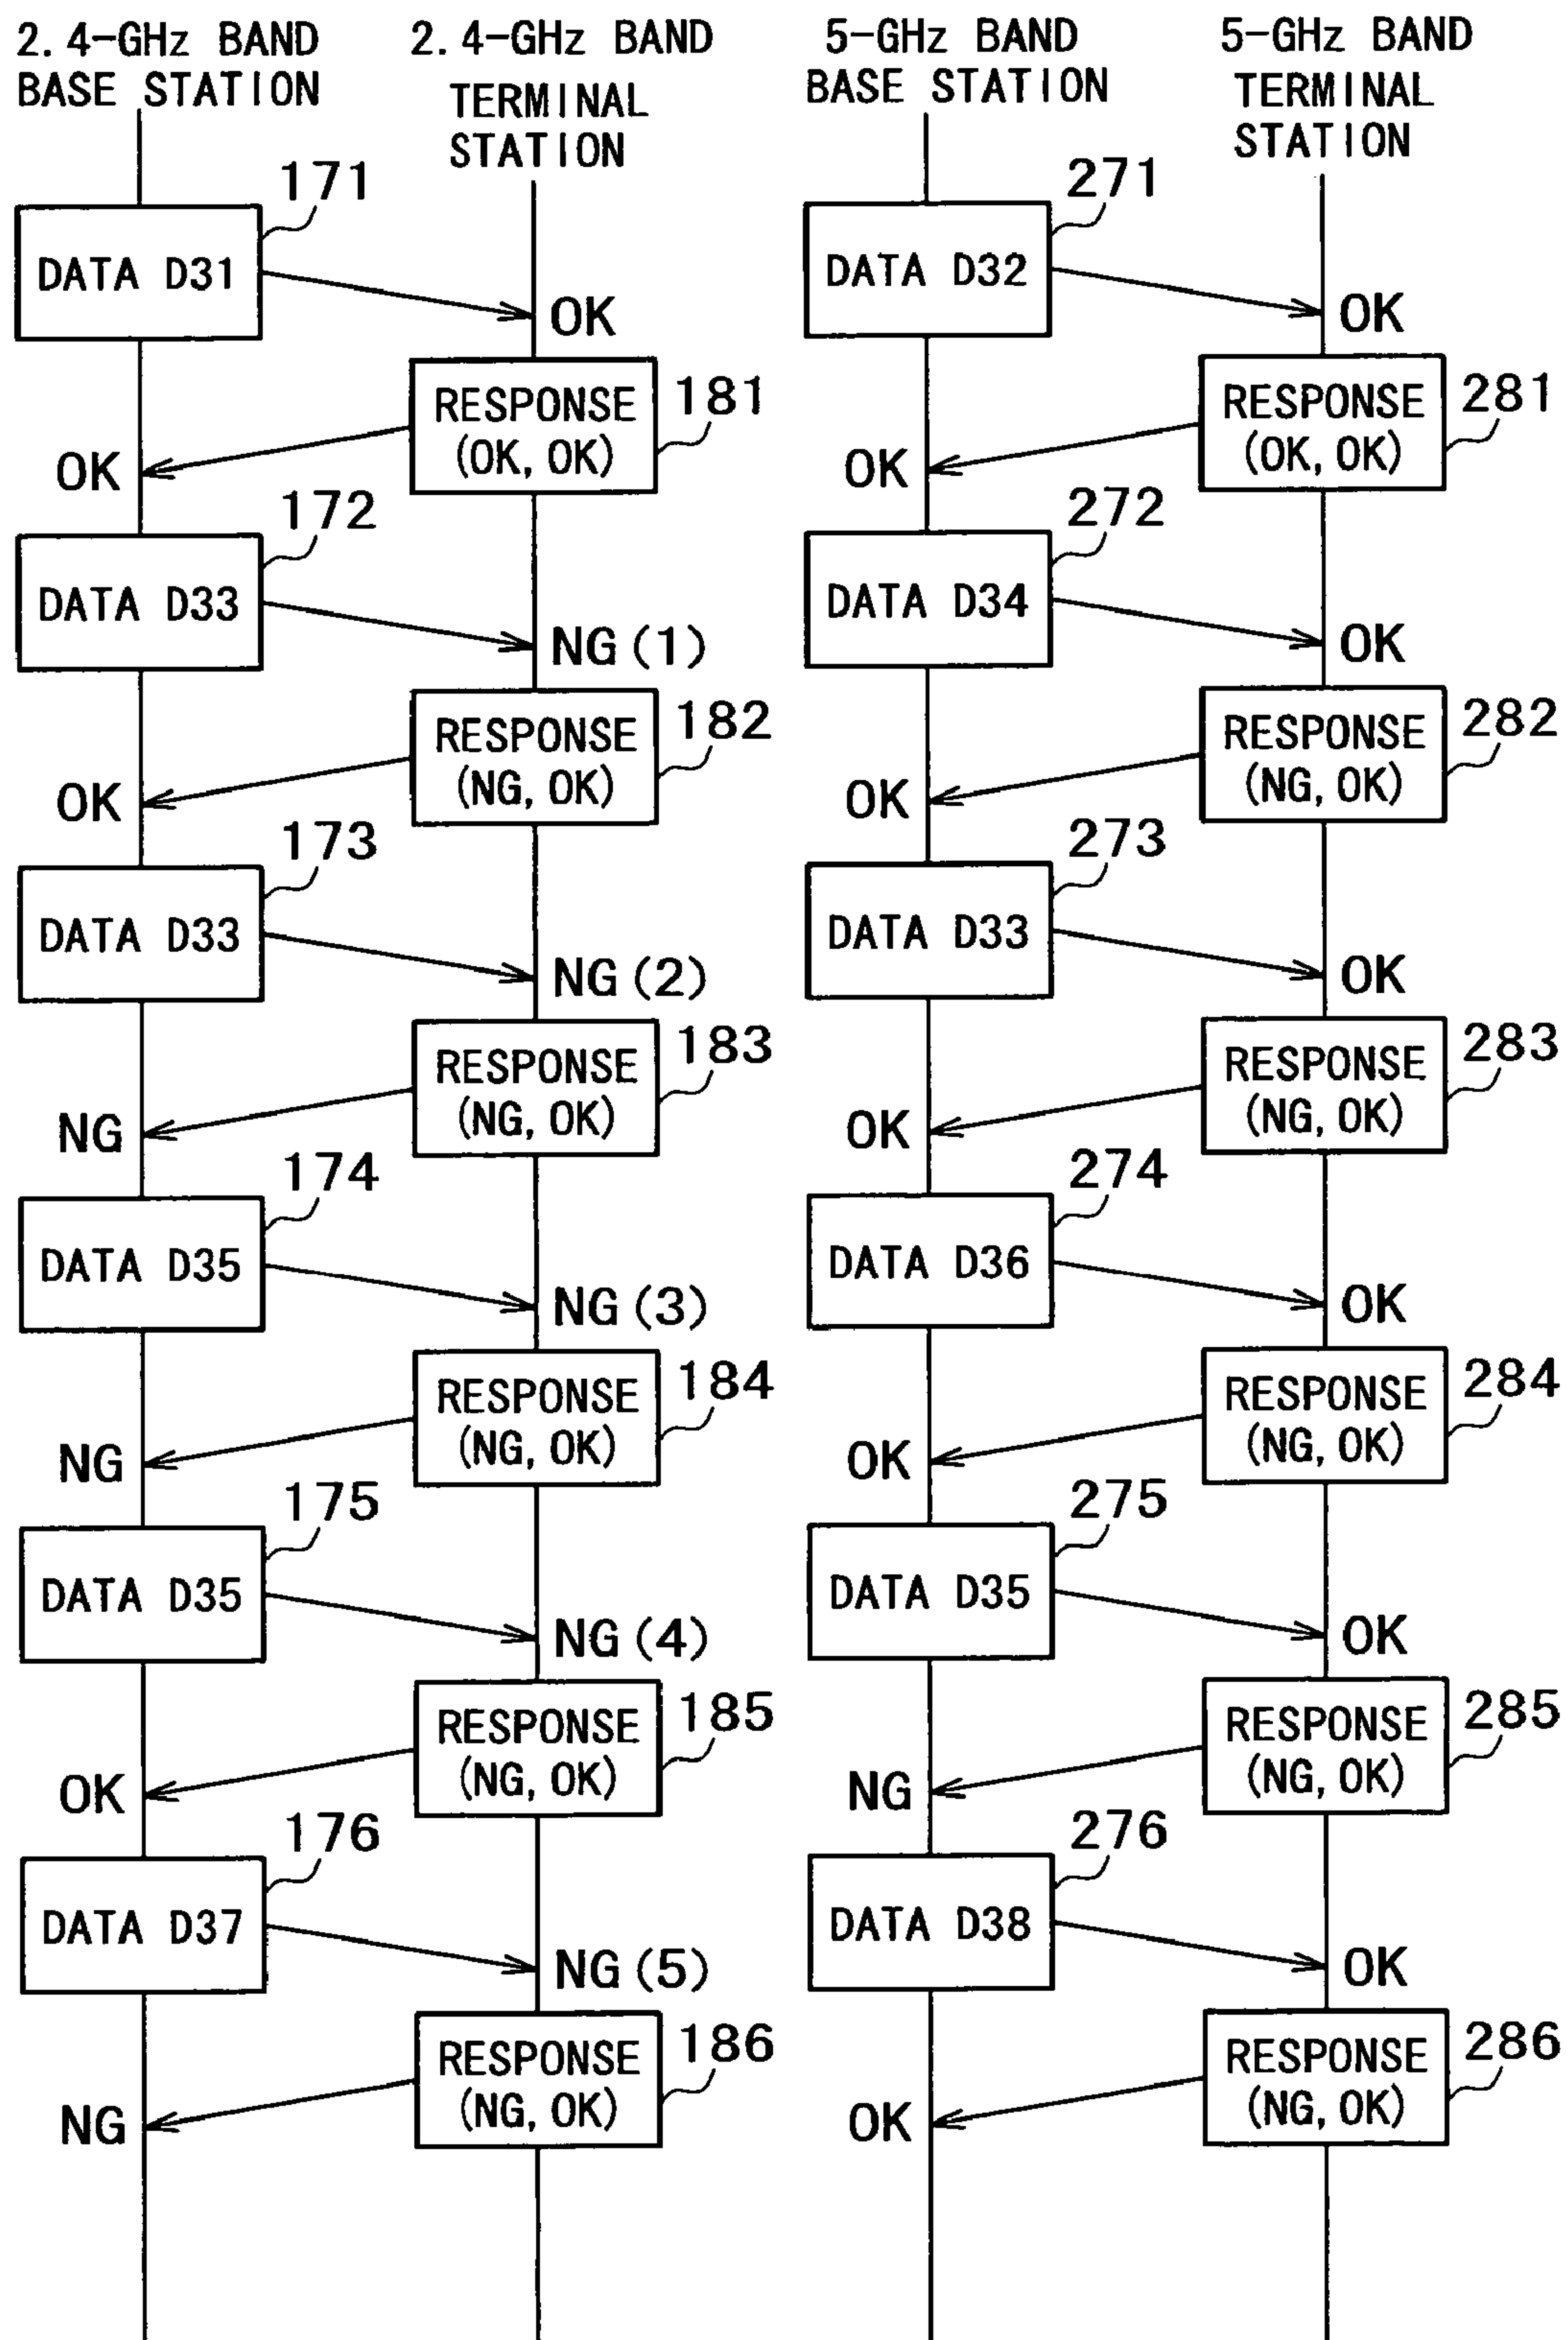 2.4-GHz BAND
BASE STATION
2.4-GHz BAND
TERMINAL
STATION
5-GHz BAND
BASE STATION
5-GHz BAND
TERMINAL
STATION
171
DATA D31
OK
271
DATA D32
OK
RESPONSE
(OK, OK)
181
OK
RESPONSE
(OK, OK)
281
OK
172
DATA D33
NG (1)
272
DATA D34
OK
RESPONSE
(NG, OK)
182
OK
RESPONSE
(NG, OK)
282
OK
173
DATA D33
NG (2)
273
DATA D33
OK
RESPONSE
(NG, OK)
183
NG
RESPONSE
(NG, OK)
283
OK
174
DATA D35
NG (3)
274
DATA D36
OK
RESPONSE
(NG, OK)
184
NG
RESPONSE
(NG, OK)
284
OK
175
DATA D35
NG (4)
275
DATA D35
OK
RESPONSE
(NG, OK)
185
OK
RESPONSE
(NG, OK)
285
NG
176
DATA D37
NG (5)
276
DATA D38
OK
RESPONSE
(NG, OK)
186
NG
RESPONSE
(NG, OK)
286
OK